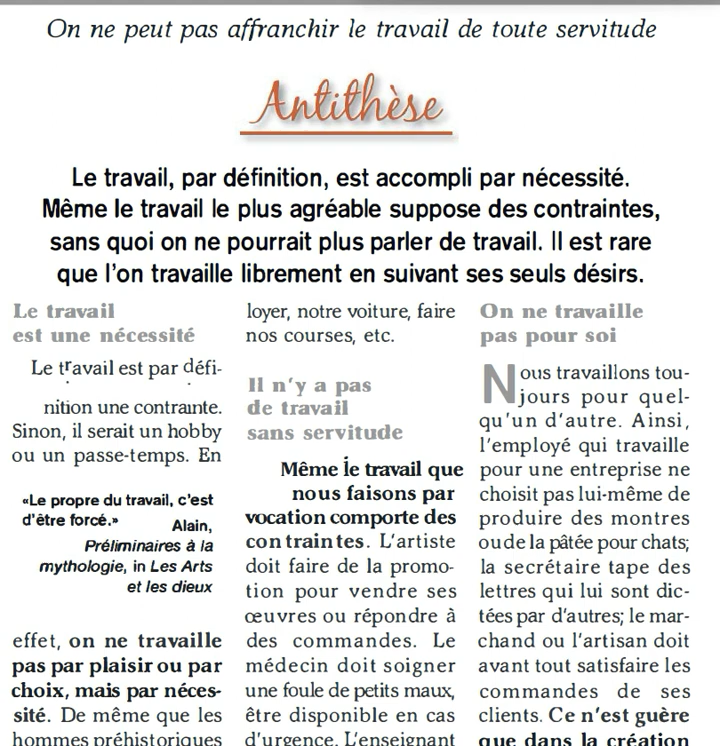 On ne peut pas affranchir le travail de toute servitude
Antithèse
Le travail, par définition, est accompli par nécessité.
Même le travail le plus agréable suppose des contraintes,
sans quoi on ne pourrait plus parler de travail. Il est rare
que l'on travaille librement en suivant ses seuls désirs.
Le travail
est une nécessité
Le travail est par défi-
nition une contrainte.
Sinon, il serait un hobby
ou un passe-temps. En
«Le propre du travail, c'est
d'être forcé.»
Alain,
Préliminaires à la
mythologie, in Les Arts
et les dieux
effet, on ne travaille
pas par plaisir ou par
choix, mais par néces-
sité. De même que les
hommes préhistoriques
loyer, notre voiture, faire
nos courses, etc.
Il n'y a pas
de travail
sans servitude
Même le travail que
nous faisons par
vocation comporte des
contraintes. L'artiste
doit faire de la promo-
tion pour vendre ses
œuvres ou répondre à
des commandes. Le
médecin doit soigner
une foule de petits maux,
être disponible en cas
d'urgence. L'enseignant
On ne travaille
pas pour soi
Nous travaillons tou-
jours pour quel-
qu'un d'autre. Ainsi,
l'employé qui travaille
pour une entreprise ne
choisit pas lui-même de
produire des montres
ou de la pâtée pour chats;
la secrétaire tape des
lettres qui lui sont dic-
tées par d'autres; le mar-
chand ou l'artisan doit
avant tout satisfaire les
commandes de ses
clients. Ce n'est guère
que dans la création